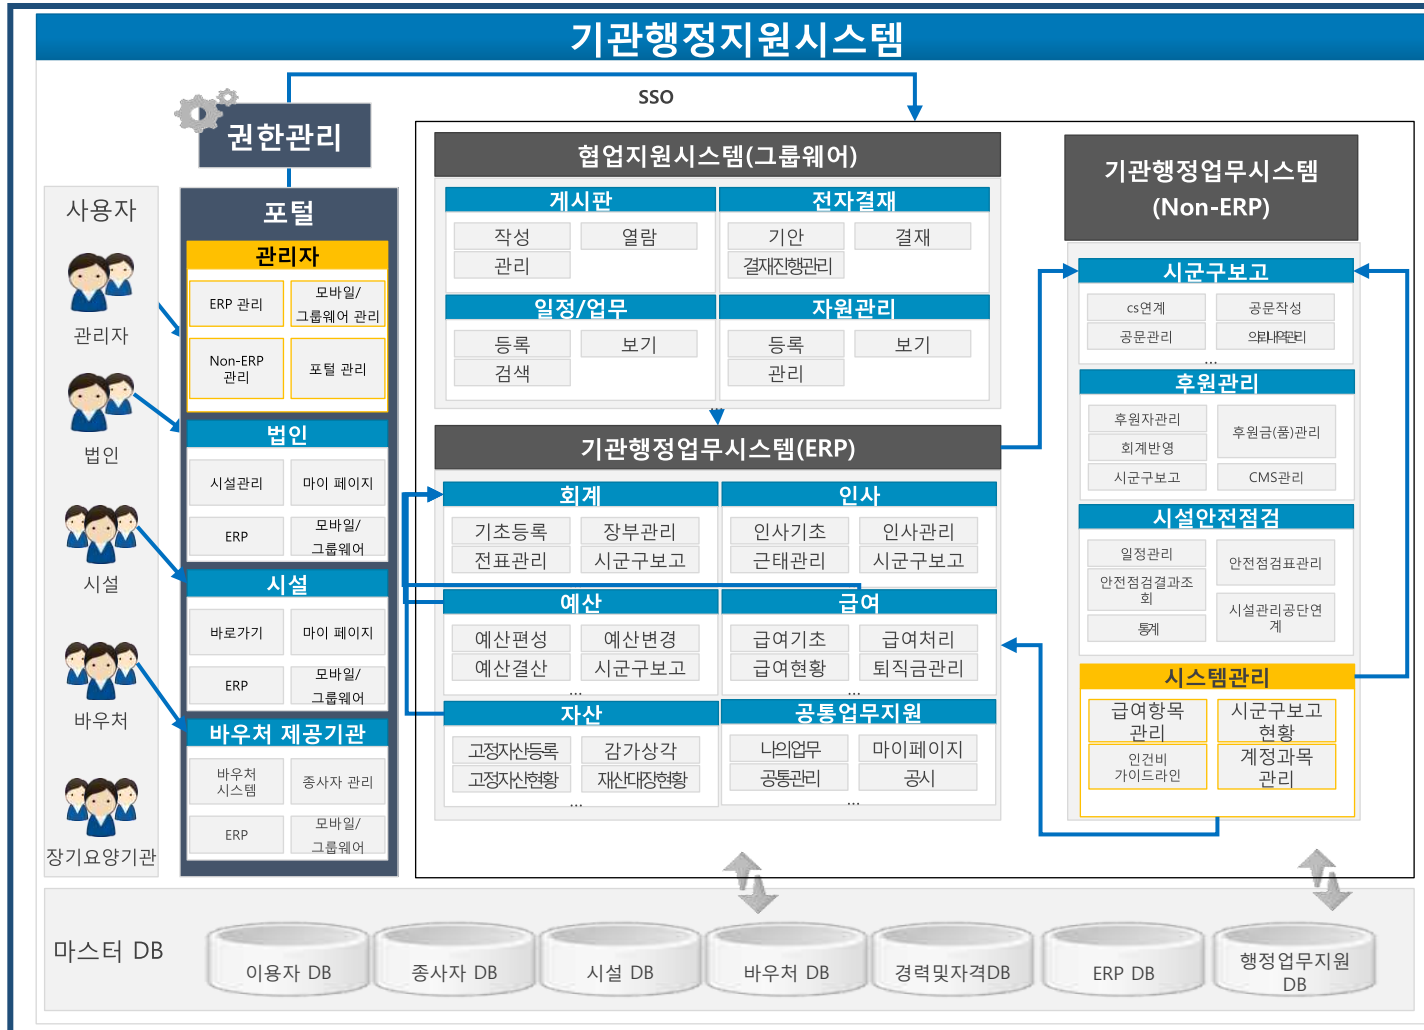 기관행정지원시스템
SSO
권한관리
사용자
관리자
법인
시설
바우처
장기요양기관
포털
관리자
ERP 관리
모바일/
그룹웨어 관리
Non-ERP
관리
포털 관리
법인
시설관리
마이 페이지
ERP
모바일/
그룹웨어
시설
바로가기
마이 페이지
ERP
모바일/
그룹웨어
바우처 제공기관
바우처
시스템
종사자 관리
ERP
모바일/
그룹웨어
협업지원시스템(그룹웨어)
게시판
작성
열람
관리
전자결재
기안
결재
결재진행관리
일정/업무
등록
보기
검색
자원관리
등록
보기
관리
...
기관행정업무시스템(ERP)
회계
기초등록
장부관리
전표관리
시군구보고
인사
인사기초
인사관리
근태관리
시군구보고
예산
예산편성
예산변경
예산결산
시군구보고
...
급여
급여기초
급여처리
급여현황
퇴직금관리
...
자산
고정자산등록
감가상각
고정자산현황
재산대장현황
...
공통업무지원
나의업무
마이페이지
공통관리
공시
...
기관행정업무시스템
(Non-ERP)
시군구보고
cs연계
공문작성
공문관리
...
후원관리
후원자관리
후원금(품)관리
회계반영
시군구보고
CMS관리
시설안전점검
일정관리
안전점검표관리
안전점검결과조
회
시설관리공단연
계
통계
시스템관리
급여항목
관리
시군구보고
현황
인건비
가이드라인
계정과목
관리
마스터 DB
이용자 DB
종사자 DB
시설 DB
바우처 DB
경력및자격DB
ERP DB
행정업무지원
DB